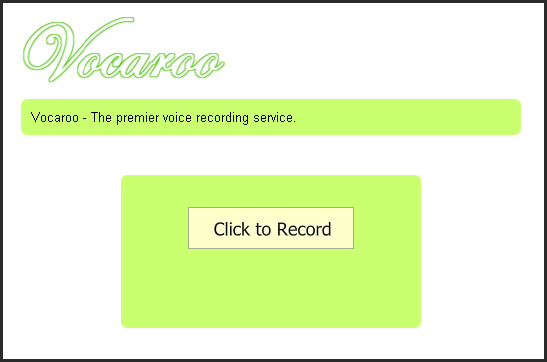 Vocaroo
Vocaroo - The premier voice recording service.
Click to Record